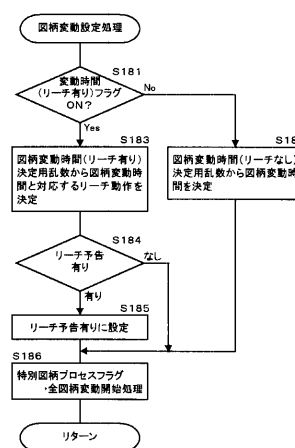 図柄変動設定処理
S181
変動時間
(リーチ有り)フラグ
ON?
No
Yes
S183
図柄変動時間(リーチ有り)
決定用乱数から図柄変動時
間と対応するリーチ動作を
決定
S18
図柄変動時間(リーチなし)
決定用乱数から図柄変動時
間を決定
S184
リーチ予告
有り
なし
有り
S185
リーチ予告有りに設定
S186
特別図柄プロセスフラグ
→全図柄変動開始処理
リターン